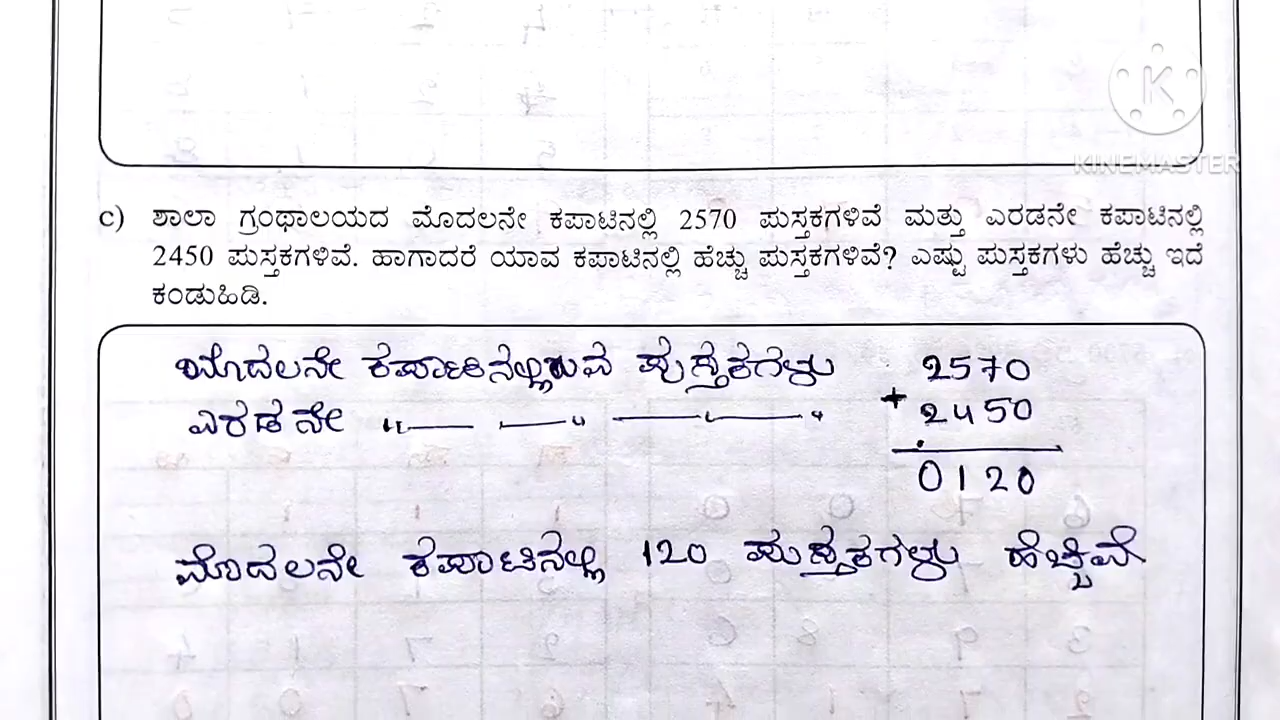 KINEMASTER
c) ಶಾಲಾ ಗ್ರಂಥಾಲಯದ ಮೊದಲನೇ ಕಪಾಟಿನಲ್ಲಿ 2570 ಪುಸ್ತಕಗಳಿವೆ ಮತ್ತು ಎರಡನೇ ಕಪಾಟಿನಲ್ಲಿ
2450 ಪುಸ್ತಕಗಳಿವೆ. ಹಾಗಾದರೆ ಯಾವ ಕಪಾಟಿನಲ್ಲಿ ಹೆಚ್ಚು ಪುಸ್ತಕಗಳಿವೆ? ಎಷ್ಟು ಪುಸ್ತಕಗಳು ಹೆಚ್ಚು ಇದೆ
ಕಂಡುಹಿಡಿ.
ಮೊದಲನೇ ಕಪಾಟಿನಲ್ಲಿರುವ ಪುಸ್ತಕಗಳು 2570
ಎರಡನೇ —"— —"— —"— + 2450
0120
ಮೊದಲನೇ ಕಪಾಟಿನಲ್ಲಿ 120 ಪುಸ್ತಕಗಳು ಹೆಚ್ಚಿವೆ